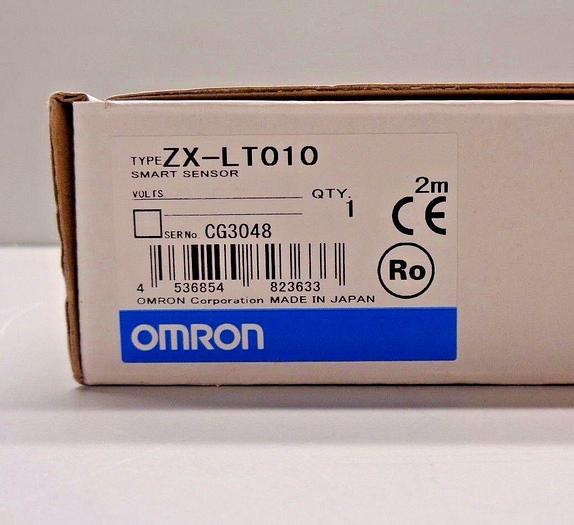 TYPE ZX-LT010
SMART SENSOR
VOLTS
QTY.
1
2m
CE
SER No. CG3048
Ro
4 536854 823633
OMRON Corporation MADE IN JAPAN
OMRON